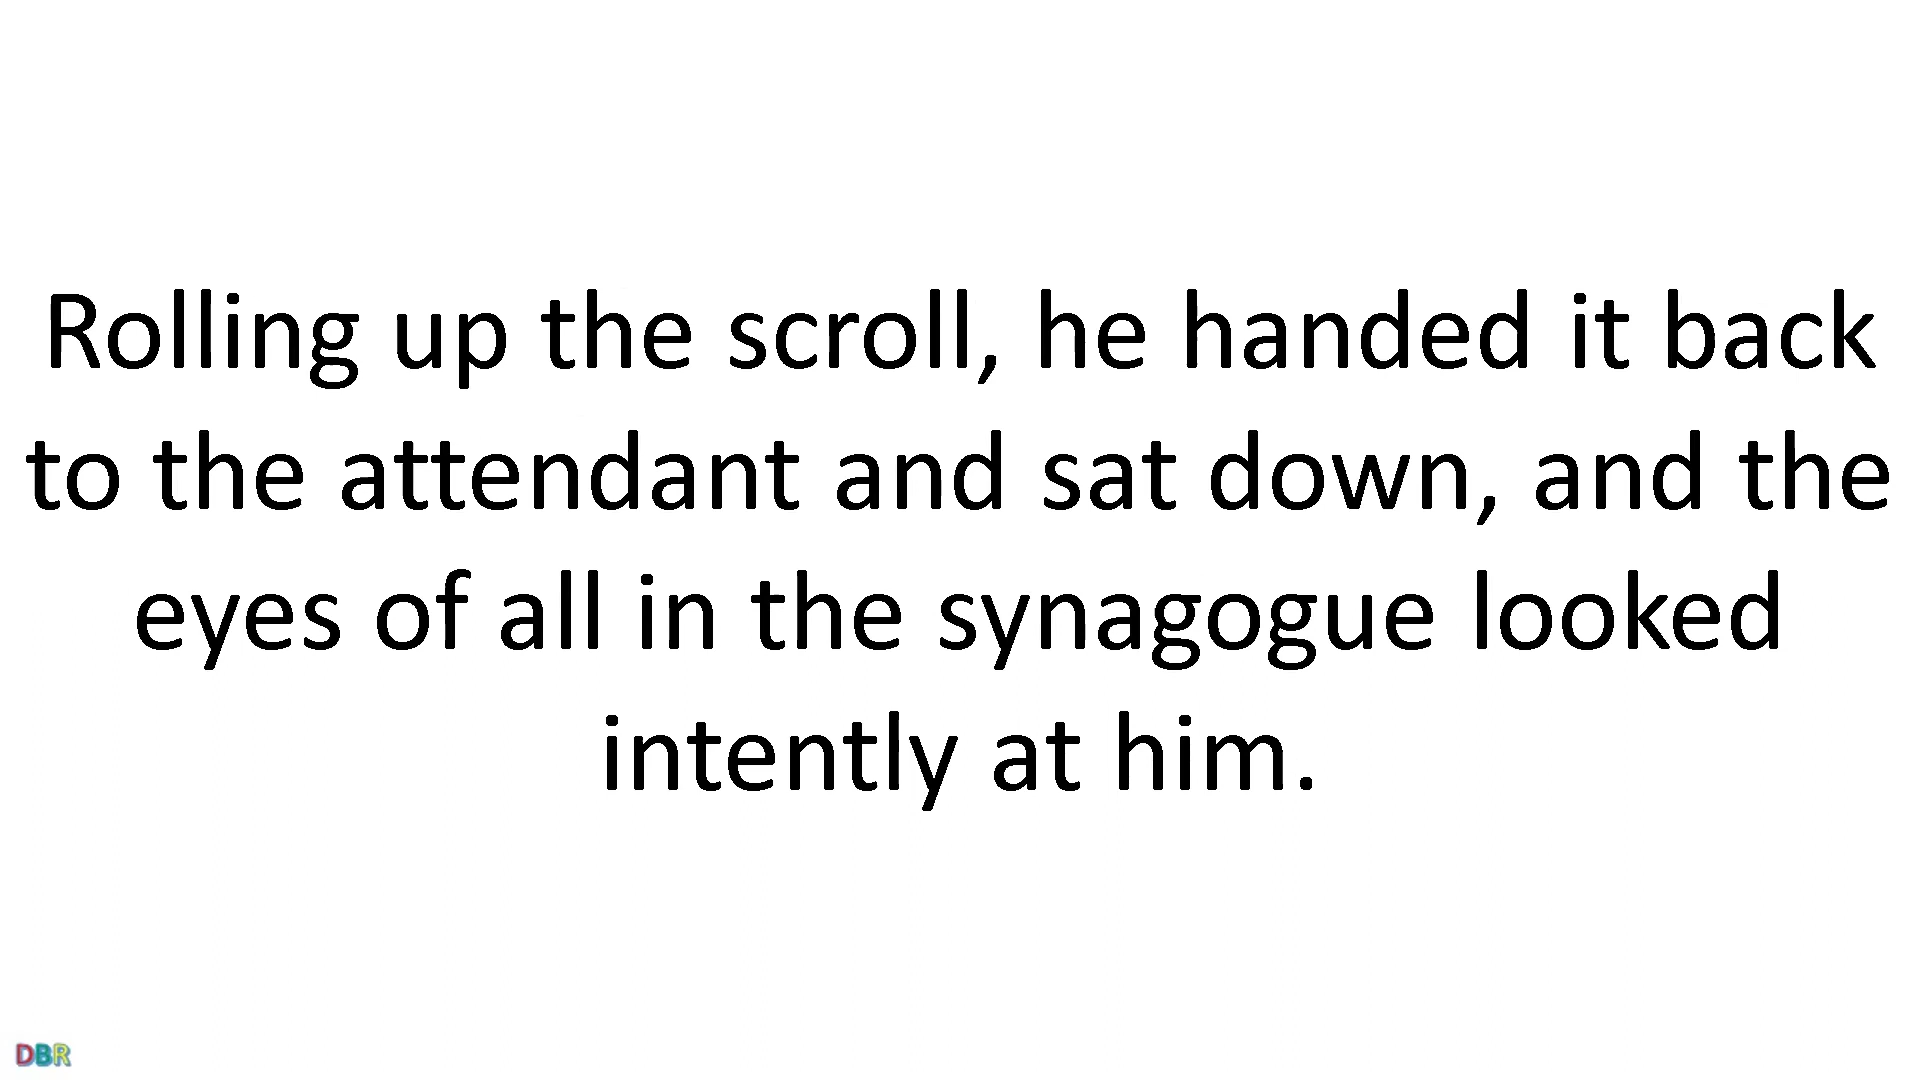 Rolling up the scroll, he handed it back
to the attendant and sat down, and the
eyes of all in the synagogue looked
intently at him.
DBR